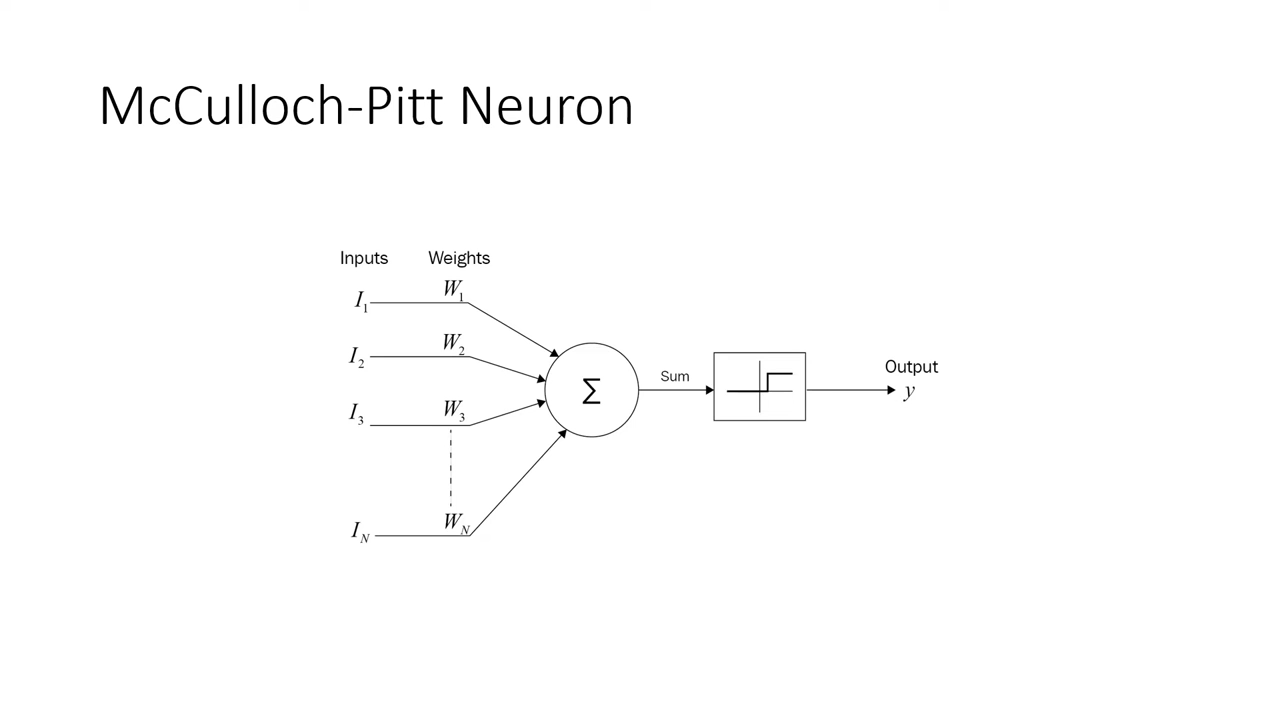 McCulloch-Pitt Neuron
Inputs Weights
I1 W1
I2 W2
I3 W3
IN WN
∑
Sum
Output
y